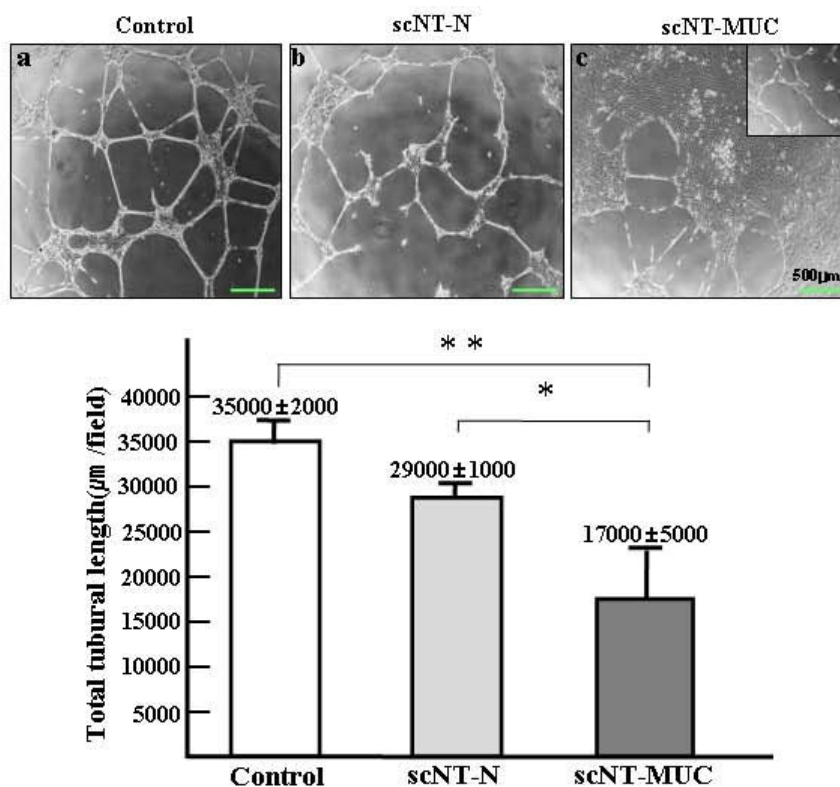 Control
scNT-N
scNT-MUC
a
b
c
500μm
* *
*
Total tubural length(μm /field)
40000
35000
30000
25000
20000
15000
10000
5000
35000±2000
29000±1000
17000±5000
Control
scNT-N
scNT-MUC